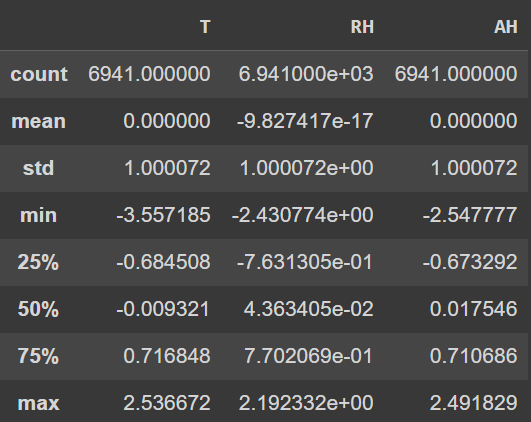 T RH AH
count 6941.000000 6.941000e+03 6941.000000
mean 0.000000 -9.827417e-17 0.000000
std 1.000072 1.000072e+00 1.000072
min -3.557185 -2.430774e+00 -2.547777
25% -0.684508 -7.631305e-01 -0.673292
50% -0.009321 4.363405e-02 0.017546
75% 0.716848 7.702069e-01 0.710686
max 2.536672 2.192332e+00 2.491829